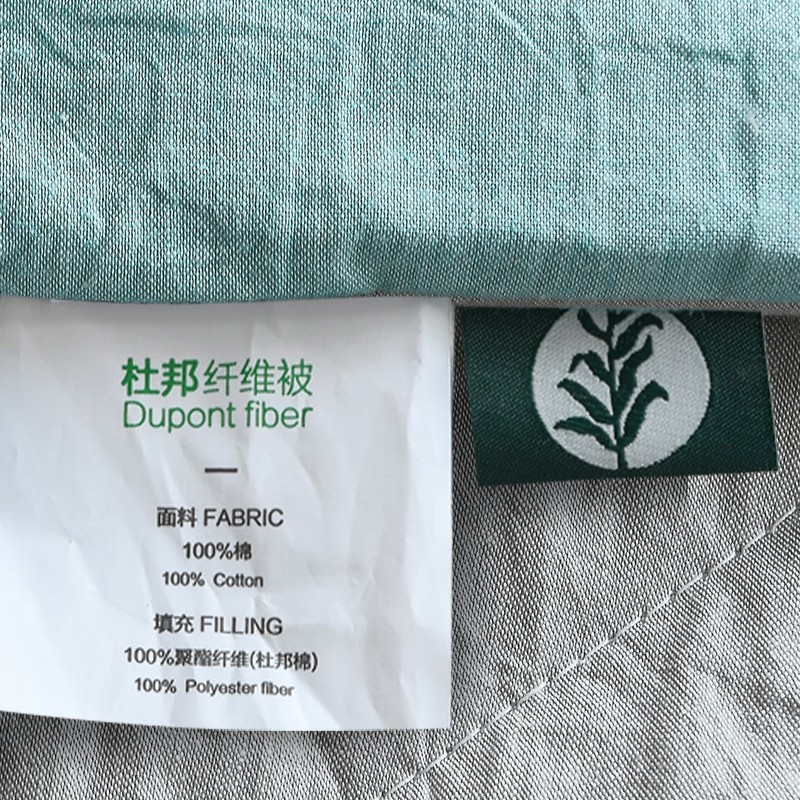 杜邦纤维被
Dupont fiber
面料 FABRIC
100%棉
100% Cotton
填充 FILLING
100%聚酯纤维(杜邦棉)
100% Polyester fiber